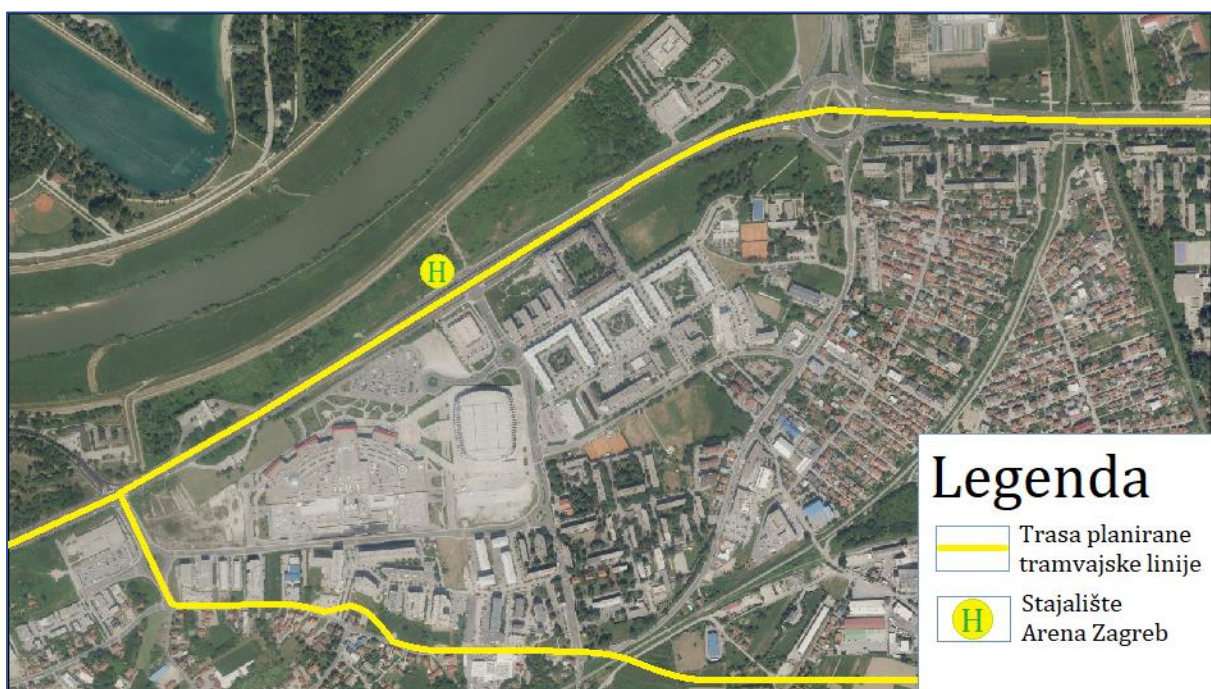 H
Legenda
Trasa planirane
tramvajske linije
H
Stajalište
Arena Zagreb